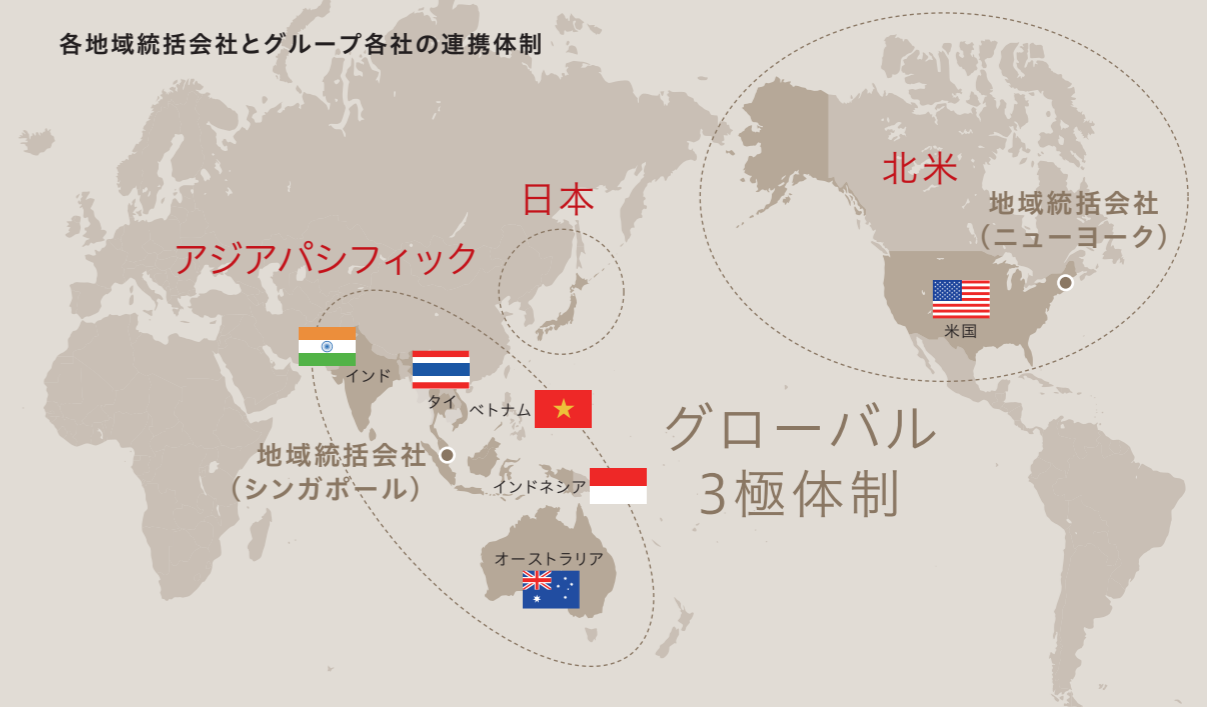 各地域統括会社とグループ各社の連携体制
北米
日本
地域統括会社
（ニューヨーク）
アジアパシフィック
米国
インド
タイ
ベトナム
グローバル
3極体制
地域統括会社
（シンガポール）
インドネシア
オーストラリア